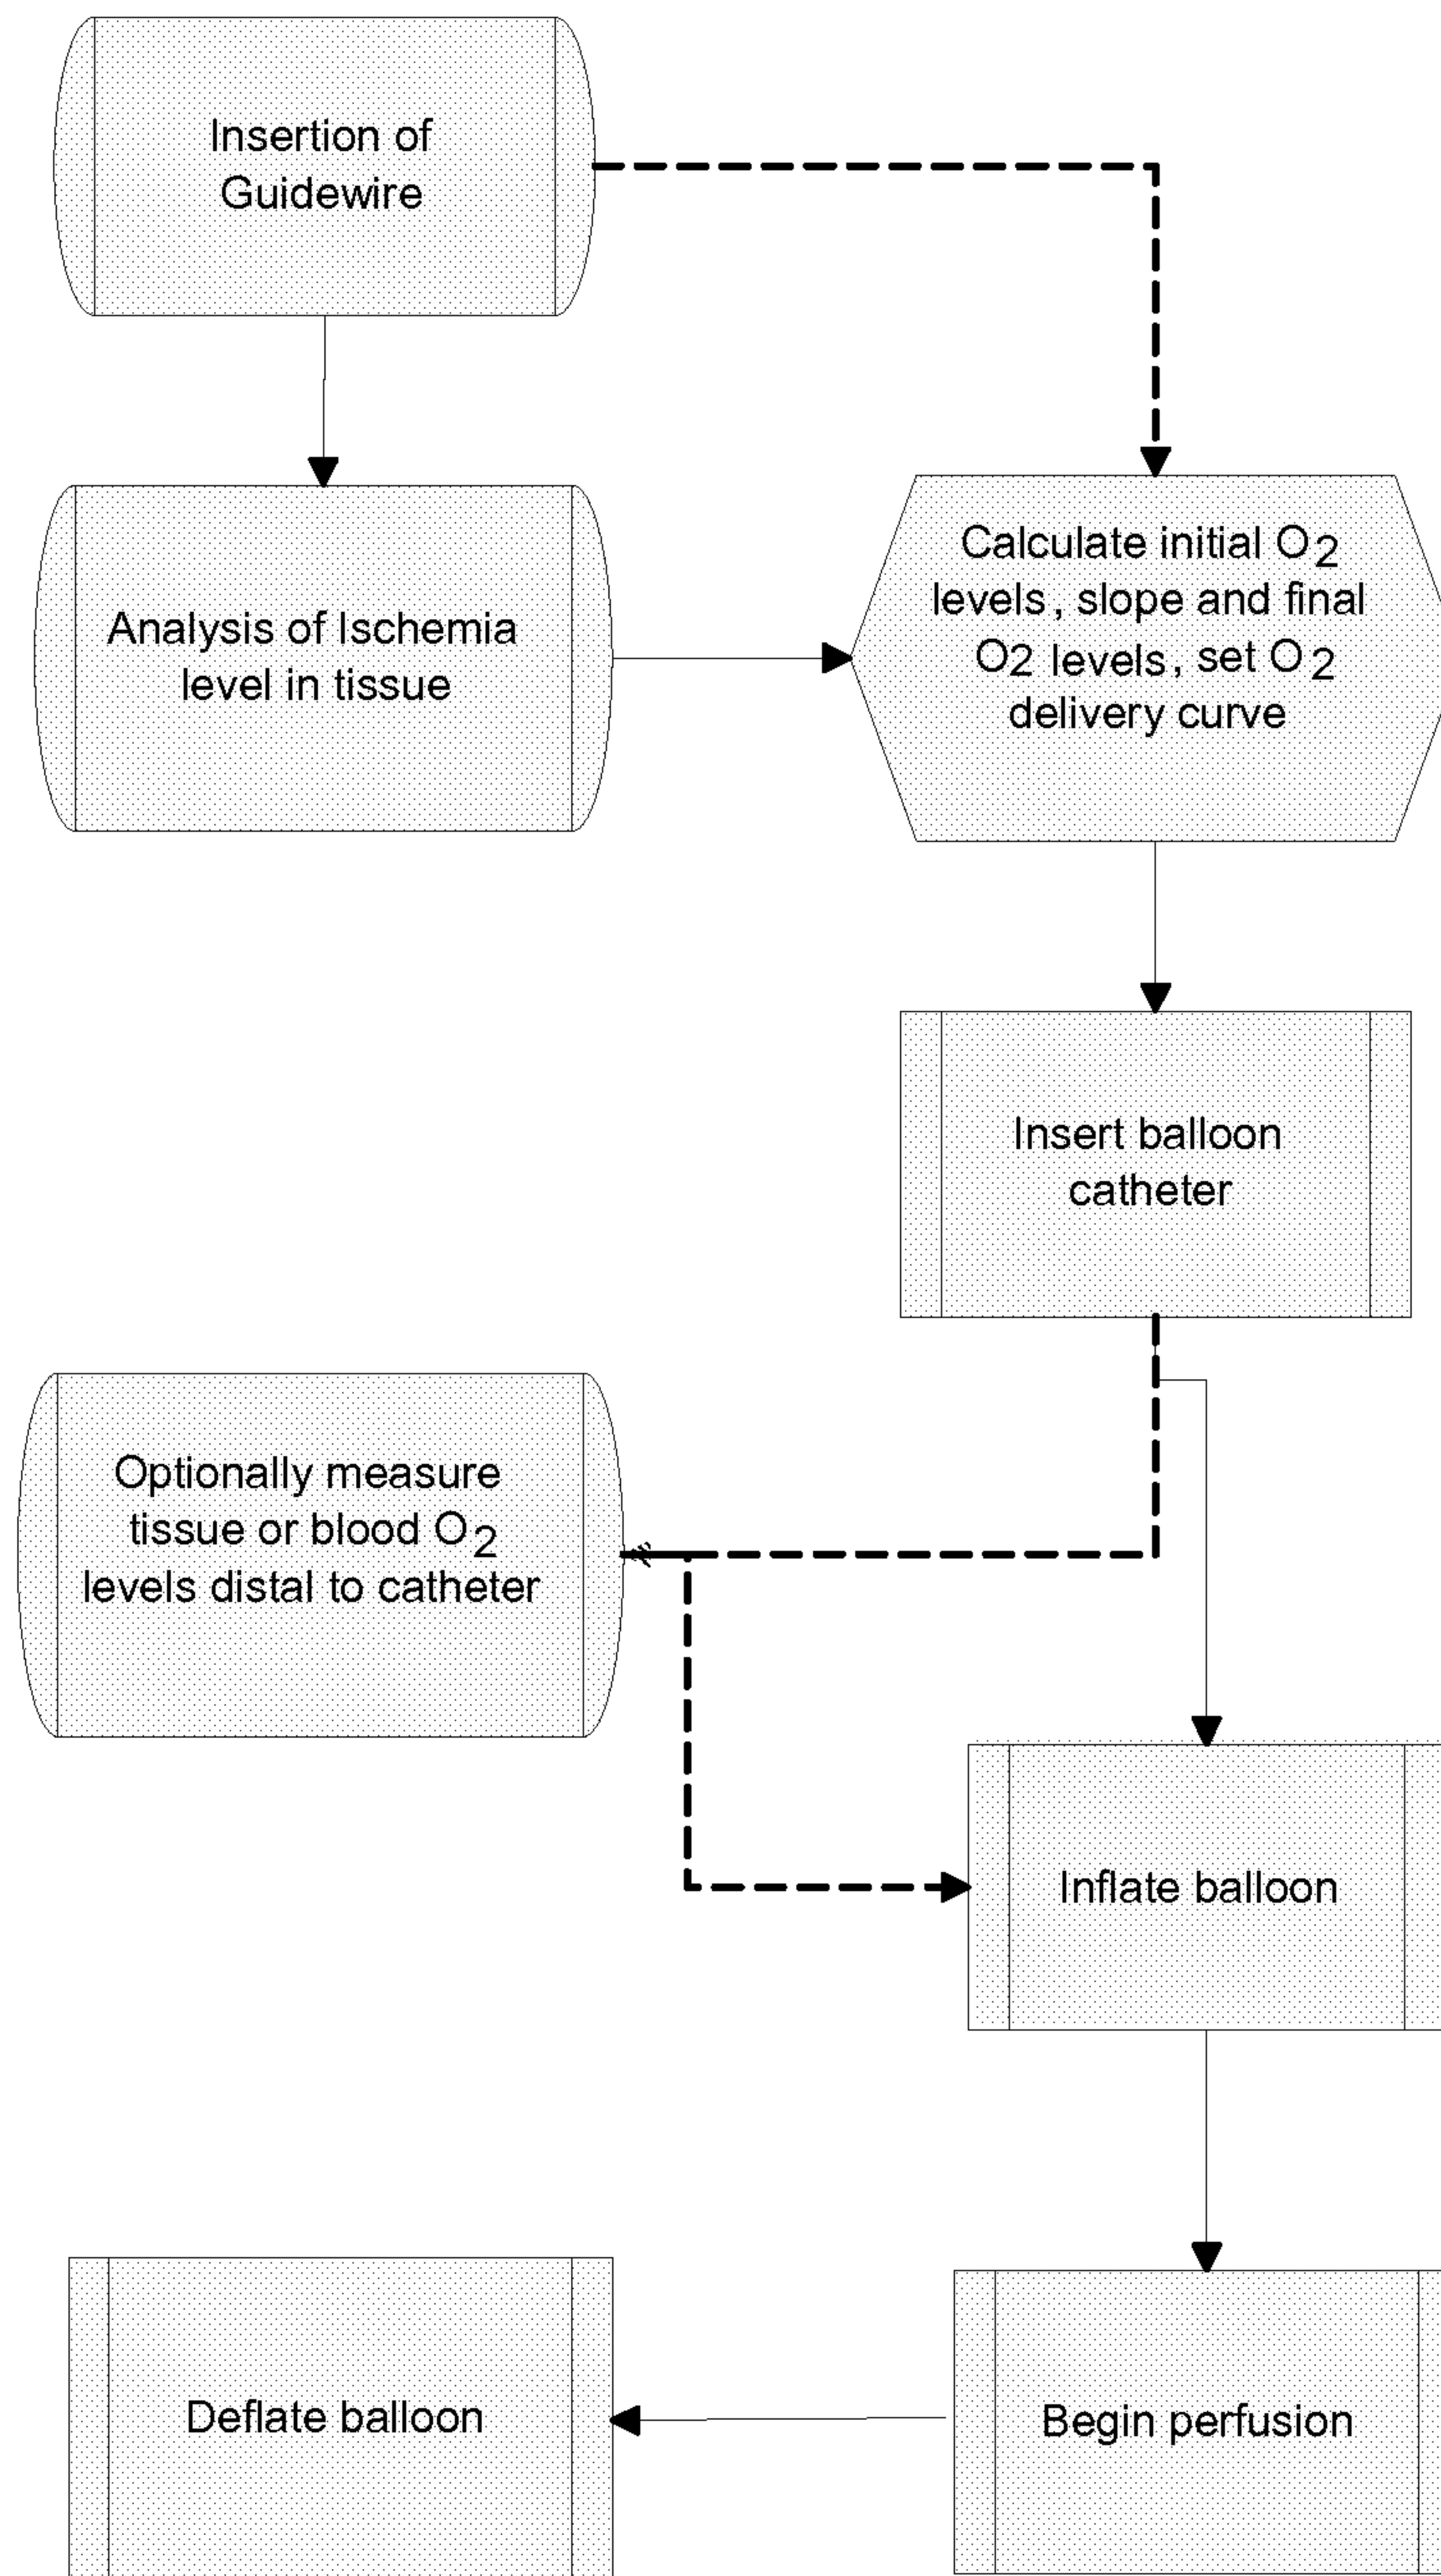 Insertion of
Guidewire
Analysis of Ischemia
level in tissue
Calculate initial O2
levels, slope and final
O2 levels, set O2
delivery curve
Insert balloon
catheter
Optionally measure
tissue or blood O2
levels distal to catheter
Inflate balloon
Begin perfusion
Deflate balloon